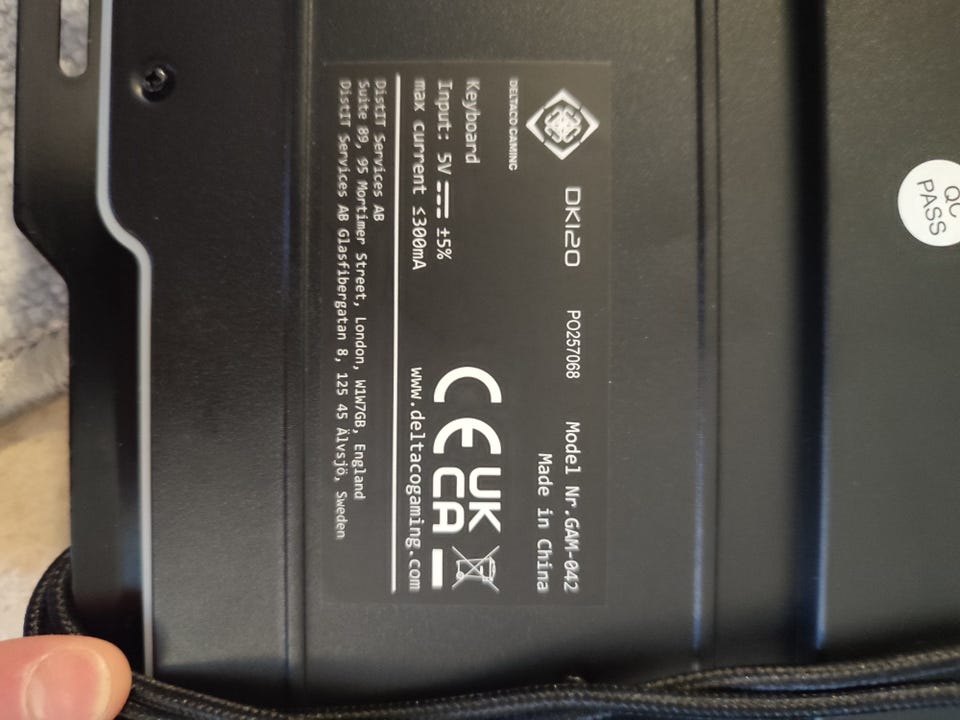 DELTACO GAMING
DK120 PO257068 Model Nr.GAM-042
Made in China
Keyboard
Input: 5V ⎓ ±5%
max current ≤300mA
CE UK CA
www.deltacogaming.com
DistIT Services AB
Suite 89, 95 Mortimer Street, London, W1W7GB, England
DistIT Services AB Glasfibergatan 8, 125 45 Älvsjö, Sweden
QC
PASS